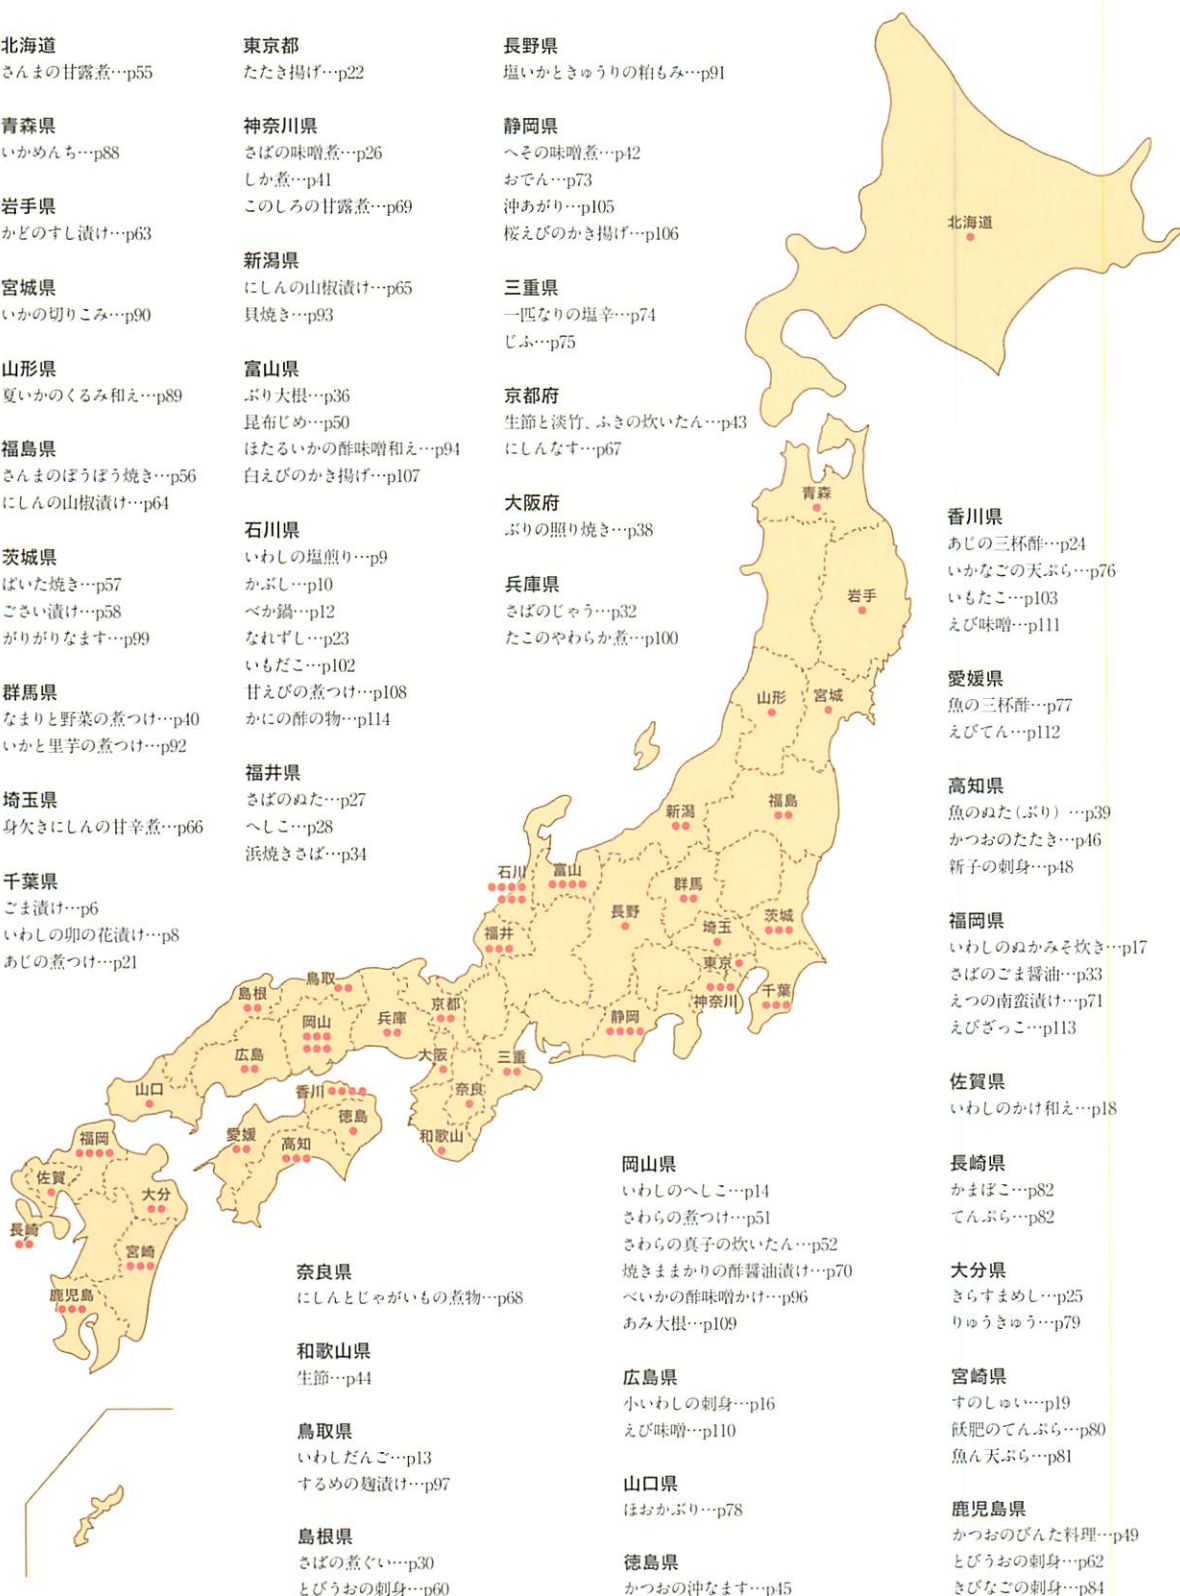 北海道
さんまの甘露煮…p55
青森県
いかめんち…p88
岩手県
かどのすし漬け…p63
宮城県
いかの切りこみ…p90
山形県
夏いかのくるみ和え…p89
福島県
さんまのぽうぽう焼き…p56
にしんの山椒漬け…p64
茨城県
ばいた焼き…p57
ごさい漬け…p58
がりがりなます…p99
群馬県
なまりと野菜の煮つけ…p40
いかと里芋の煮つけ…p92
埼玉県
身欠きにしんの甘辛煮…p66
千葉県
ごま漬け…p6
いわしの卯の花漬け…p8
あじの煮つけ…p21
東京都
たたき揚げ…p22
神奈川県
さばの味噌煮…p26
しか煮…p41
このしろの甘露煮…p69
新潟県
にしんの山椒漬け…p65
貝焼き…p93
富山県
ぶり大根…p36
昆布じめ…p50
ほたるいかの酢味噌和え…p94
白えびのかき揚げ…p107
石川県
いわしの塩煎り…p9
かぶし…p10
べか鍋…p12
なれずし…p23
いもだこ…p102
甘えびの煮つけ…p108
かにの酢の物…p114
福井県
さばのぬた…p27
へしこ…p28
浜焼きさば…p34
長野県
塩いかときゅうりの粕もみ…p91
静岡県
へその味噌煮…p42
おでん…p73
沖あがり…p105
桜えびのかき揚げ…p106
三重県
一匹なりの塩辛…p74
じふ…p75
京都府
生節と淡竹、ふきの炊いたん…p43
にしんなす…p67
大阪府
ぶりの照り焼き…p38
兵庫県
さばのじゃう…p32
たこのやわらか煮…p100
香川県
あじの三杯酢…p24
いかなごの天ぷら…p76
いもたこ…p103
えび味噌…p111
愛媛県
魚の三杯酢…p77
えびてん…p112
高知県
魚のぬた(ぶり)…p39
かつおのたたき…p46
新子の刺身…p48
福岡県
いわしのぬかみそ炊き…p17
さばのごま醤油…p33
えつの南蛮漬け…p71
えびざっこ…p113
佐賀県
いわしのかけ和え…p18
長崎県
かまぼこ…p82
てんぷら…p82
大分県
きらすまめし…p25
りゅうきゅう…p79
宮崎県
すのしゅい…p19
飫肥のてんぷら…p80
魚ん天ぷら…p81
鹿児島県
かつおのびんた料理…p49
とびうおの刺身…p62
きびなごの刺身…p84
岡山県
いわしのへしこ…p14
さわらの煮つけ…p51
さわらの真子の炊いたん…p52
焼きままかりの酢醤油漬け…p70
べいかの酢味噌かけ…p96
あみ大根…p109
広島県
小いわしの刺身…p16
えび味噌…p110
山口県
ほおかぶり…p78
徳島県
かつおの沖なます…p45
奈良県
にしんとじゃがいもの煮物…p68
和歌山県
生節…p44
鳥取県
いわしだんご…p13
するめの麹漬け…p97
島根県
さばの煮ぐい…p30
とびうおの刺身…p60
北海道
青森
岩手
山形
宮城
新潟
福島
石川
富山
群馬
長野
茨城
埼玉
福井
東京
神奈川
千葉
静岡
鳥取
島根
京都
岡山
兵庫
広島
大阪
三重
山口
香川
奈良
徳島
愛媛
高知
和歌山
福岡
佐賀
大分
長崎
宮崎
鹿児島